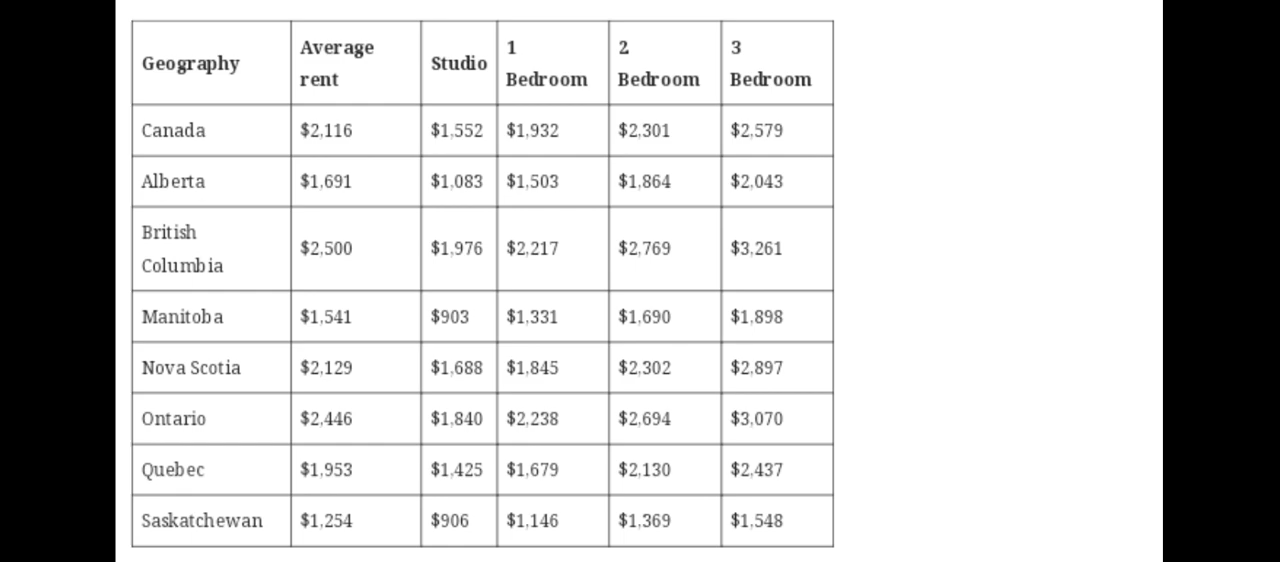 Geography Average rent Studio 1 Bedroom 2 Bedroom 3 Bedroom
Canada $2,116 $1,552 $1,932 $2,301 $2,579
Alberta $1,691 $1,083 $1,503 $1,864 $2,043
British Columbia $2,500 $1,976 $2,217 $2,769 $3,261
Manitoba $1,541 $903 $1,331 $1,690 $1,898
Nova Scotia $2,129 $1,688 $1,845 $2,302 $2,897
Ontario $2,446 $1,840 $2,238 $2,694 $3,070
Quebec $1,953 $1,425 $1,679 $2,130 $2,437
Saskatchewan $1,254 $906 $1,146 $1,369 $1,548